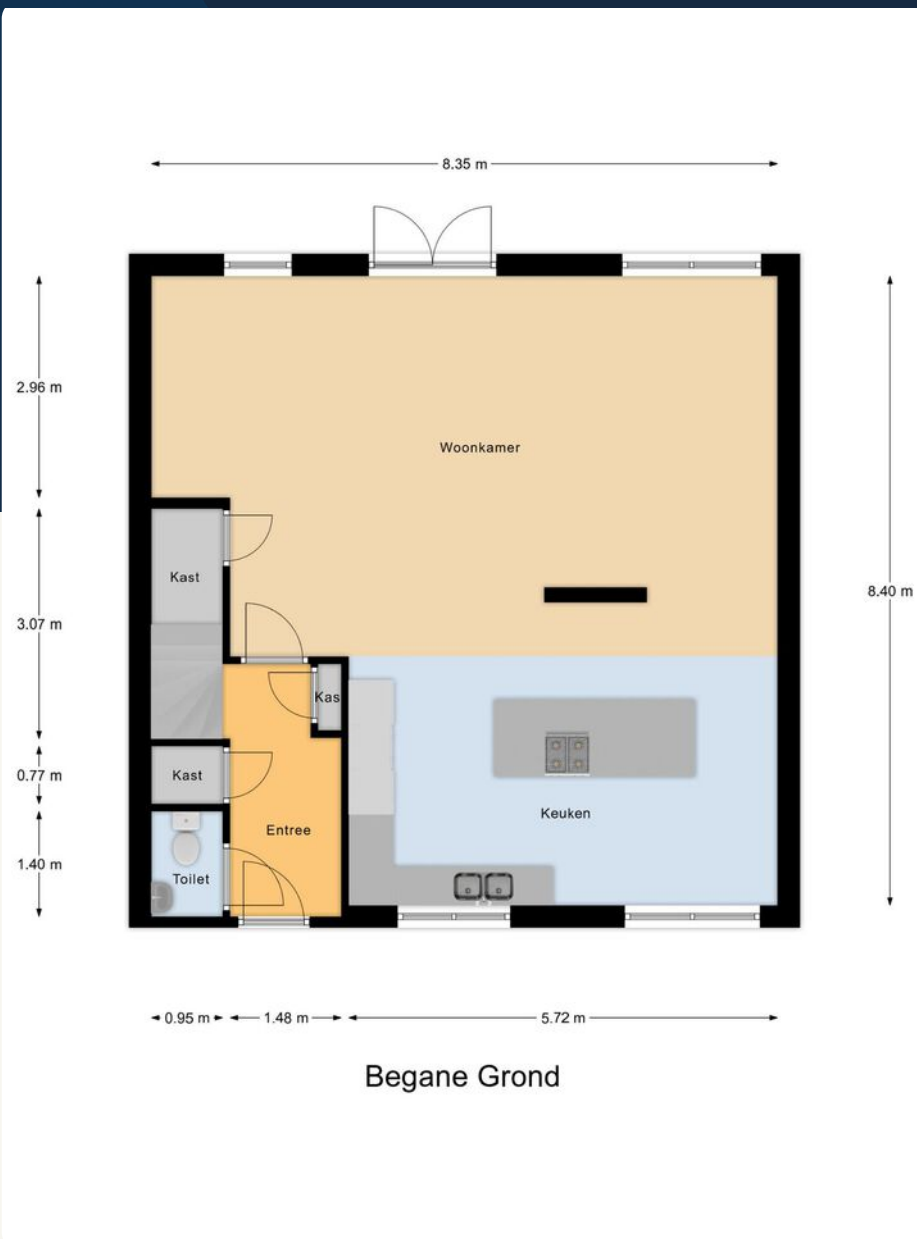 8.35 m
2.96 m
Woonkamer
Kast
8.40 m
3.07 m
Kas
Kast
0.77 m
Keuken
Entree
1.40 m
Toilet
0.95 m
1.48 m
5.72 m
Begane Grond